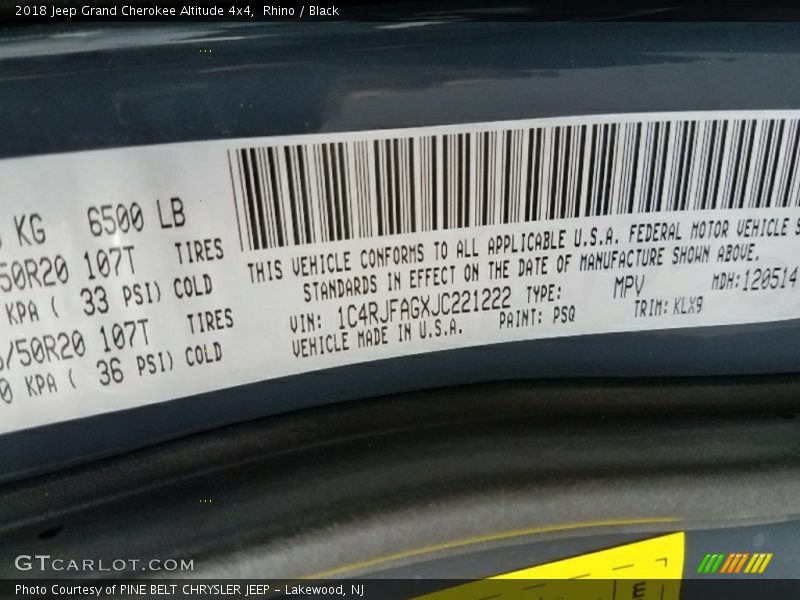 2018 Jeep Grand Cherokee Altitude 4x4, Rhino / Black
KG 6500 LB
50R20 107T TIRES
KPA ( 33 PSI) COLD
/50R20 107T TIRES
0 KPA ( 36 PSI) COLD
THIS VEHICLE CONFORMS TO ALL APPLICABLE U.S.A. FEDERAL MOTOR VEHICLE S
STANDARDS IN EFFECT ON THE DATE OF MANUFACTURE SHOWN ABOVE.
VIN: 1C4RJFAGXJC221222 TYPE: MPV MDH:120514
VEHICLE MADE IN U.S.A. PAINT: PSQ TRIM: KLX9
GTCARLOT.COM
Photo Courtesy of PINE BELT CHRYSLER JEEP - Lakewood, NJ